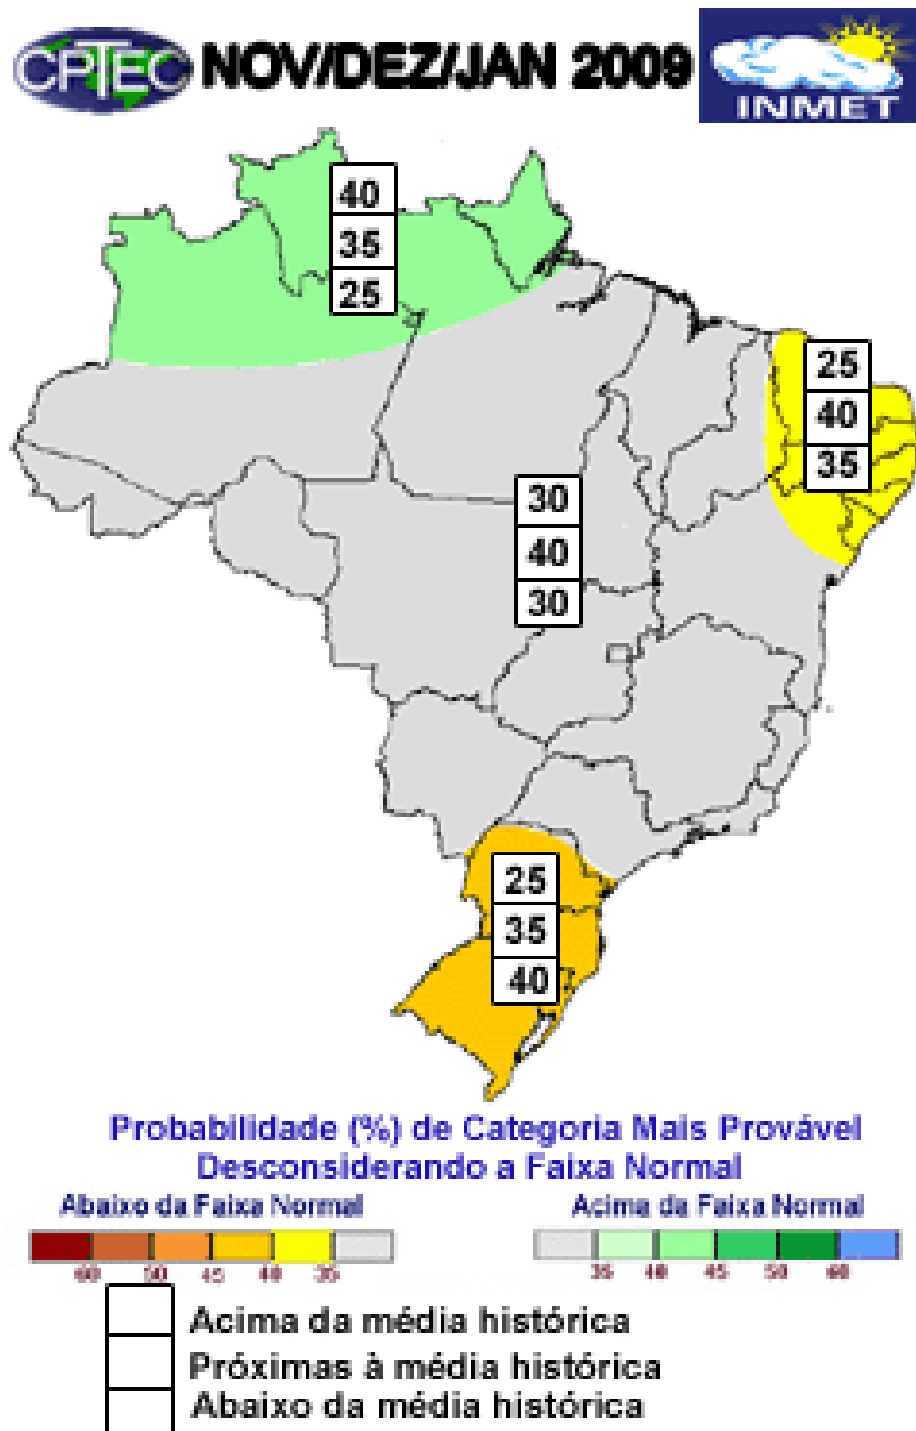 CPTEC NOV/DEZ/JAN 2009 INMET
40
35
25
25
40
35
30
40
30
25
35
40
Probabilidade (%) de Categoria Mais Provável
Desconsiderando a Faixa Normal
Abaixo da Faixa Normal Acima da Faixa Normal
60 50 45 40 35 35 40 45 50 60
Acima da média histórica
Próximas à média histórica
Abaixo da média histórica